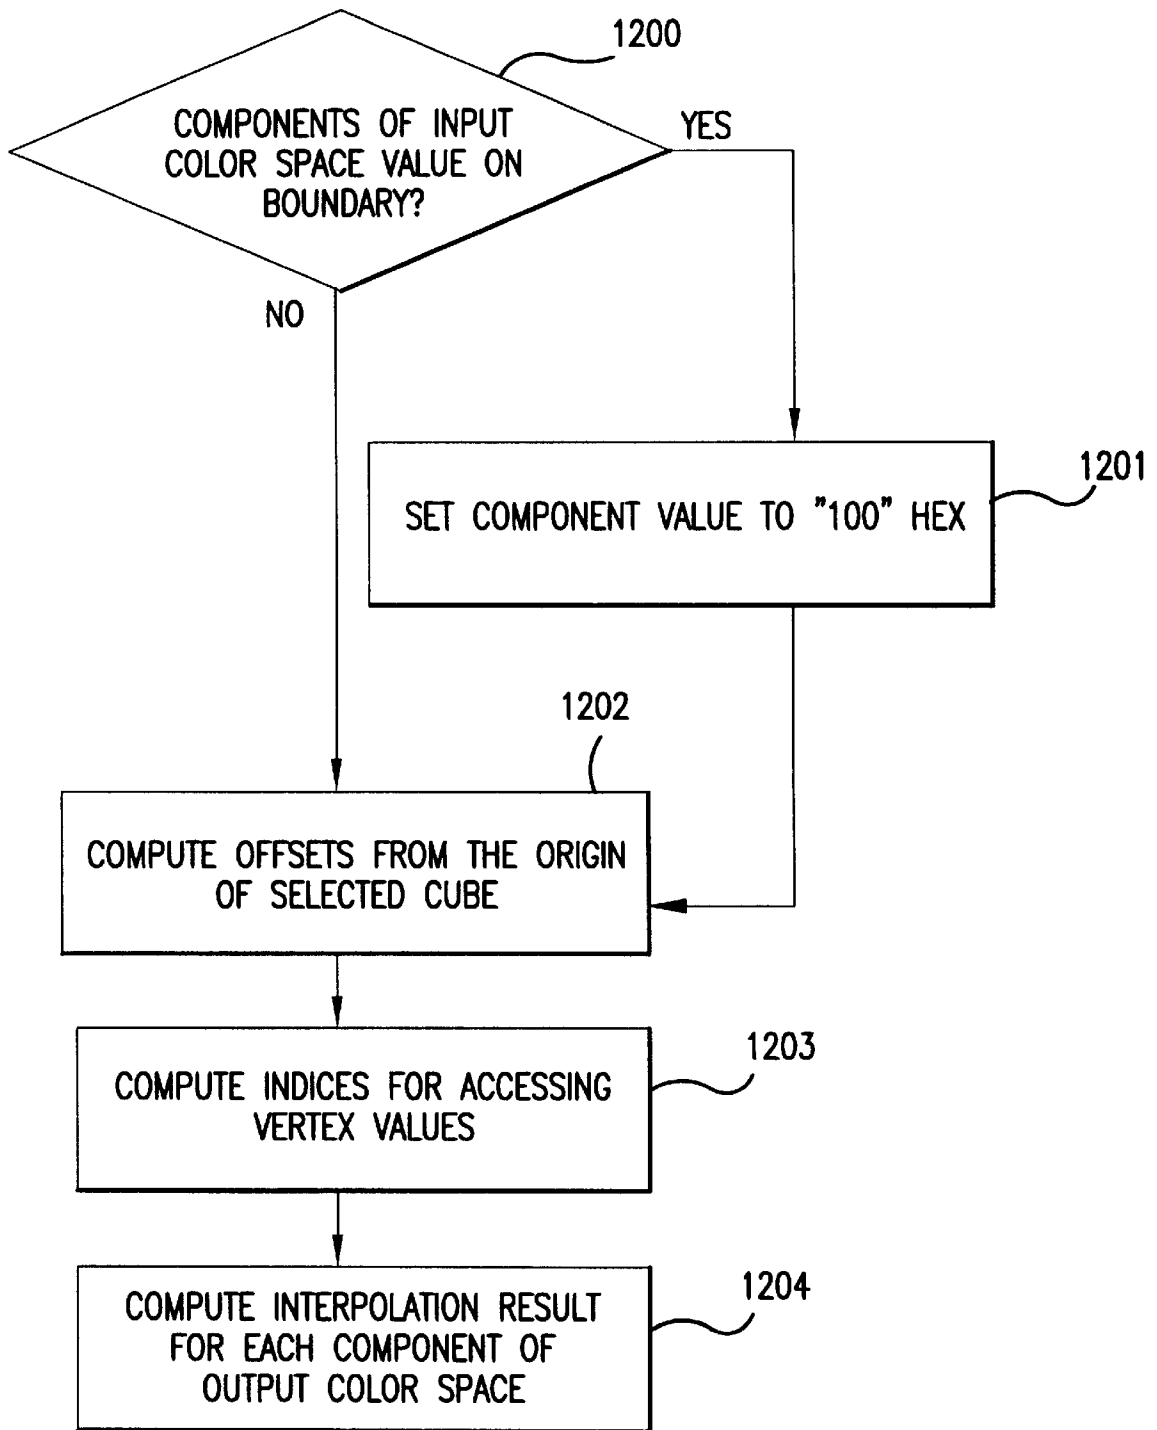 1200
COMPONENTS OF INPUT
COLOR SPACE VALUE ON
BOUNDARY?
YES
NO
1201
SET COMPONENT VALUE TO "100" HEX
1202
COMPUTE OFFSETS FROM THE ORIGIN
OF SELECTED CUBE
1203
COMPUTE INDICES FOR ACCESSING
VERTEX VALUES
1204
COMPUTE INTERPOLATION RESULT
FOR EACH COMPONENT OF
OUTPUT COLOR SPACE